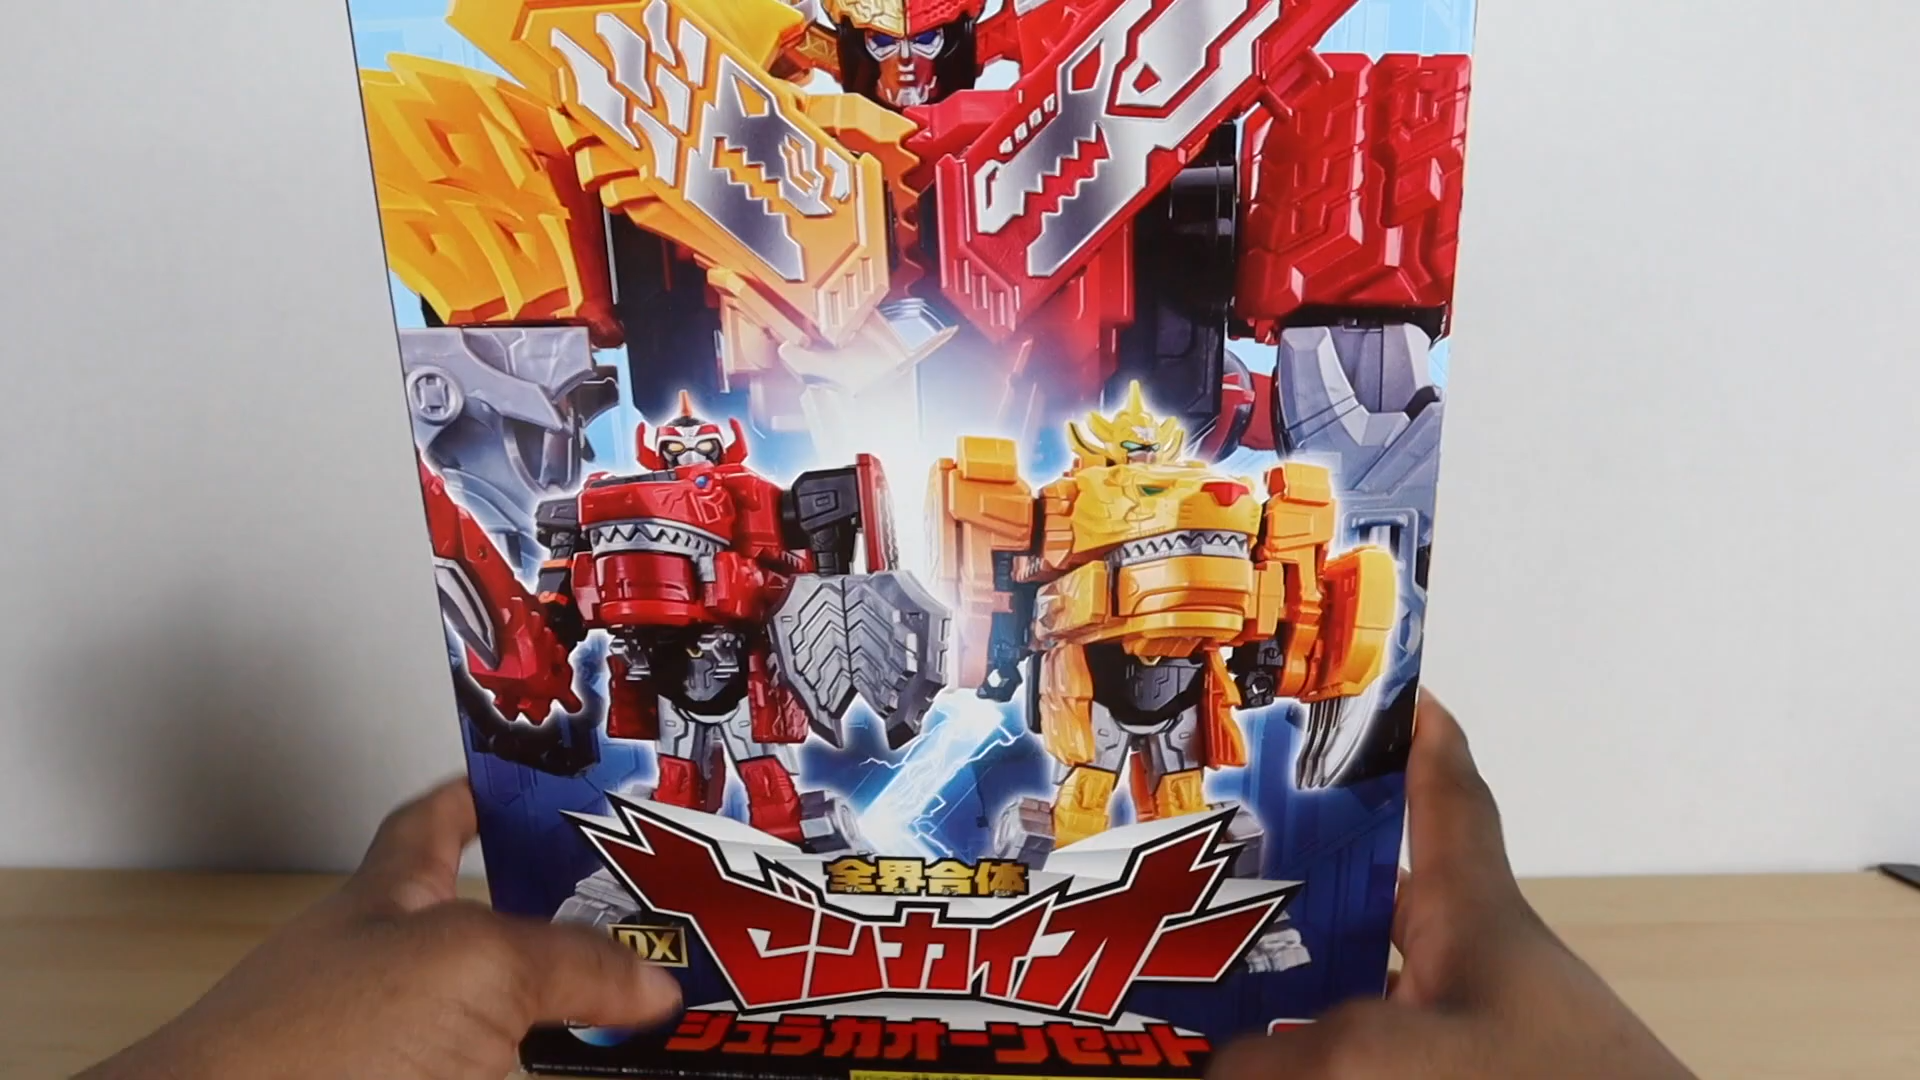 全界合体
DX
ゼンカイオー
ジュラガオーンセット